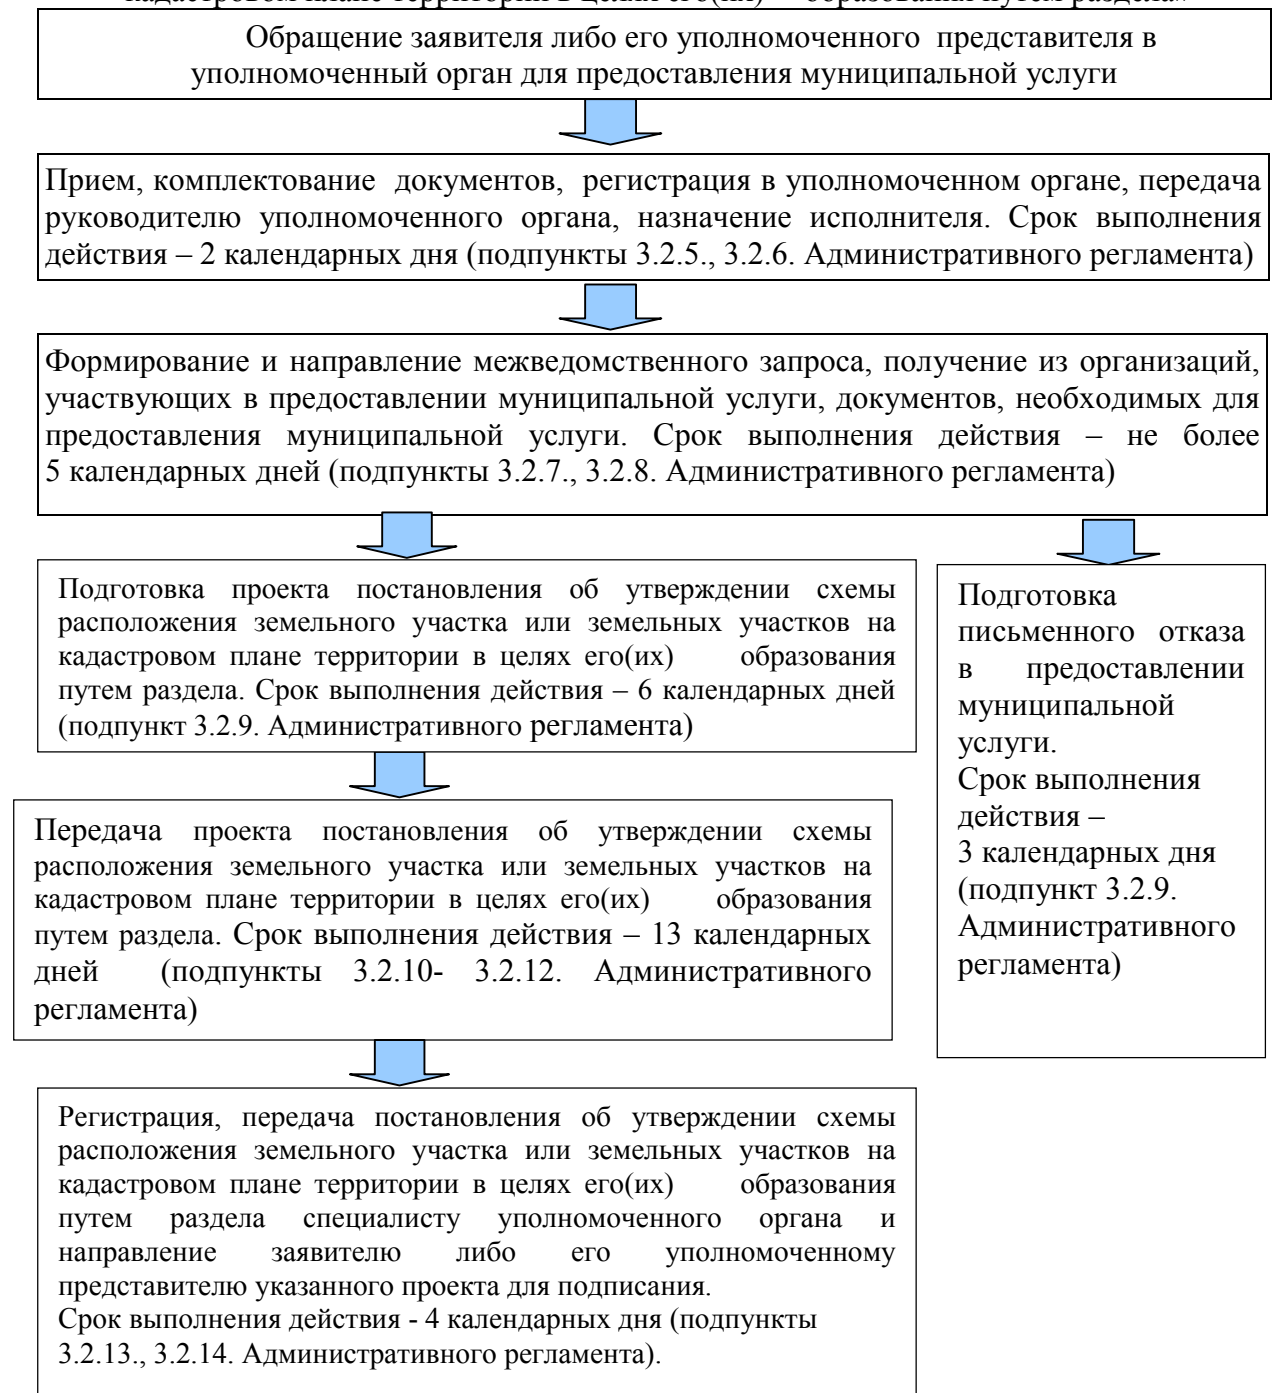 кадастровом плане территории в целях его(их) образования путем раздела»
Обращение заявителя либо его уполномоченного представителя в
уполномоченный орган для предоставления муниципальной услуги
Прием, комплектование документов, регистрация в уполномоченном органе, передача
руководителю уполномоченного органа, назначение исполнителя. Срок выполнения
действия – 2 календарных дня (подпункты 3.2.5., 3.2.6. Административного регламента)
Формирование и направление межведомственного запроса, получение из организаций,
участвующих в предоставлении муниципальной услуги, документов, необходимых для
предоставления муниципальной услуги. Срок выполнения действия – не более
5 календарных дней (подпункты 3.2.7., 3.2.8. Административного регламента)
Подготовка проекта постановления об утверждении схемы
расположения земельного участка или земельных участков на
кадастровом плане территории в целях его(их) образования
путем раздела. Срок выполнения действия – 6 календарных дней
(подпункт 3.2.9. Административного регламента)
Подготовка
письменного отказа
в предоставлении
муниципальной
услуги.
Срок выполнения
действия –
3 календарных дня
(подпункт 3.2.9.
Административного
регламента)
Передача проекта постановления об утверждении схемы
расположения земельного участка или земельных участков на
кадастровом плане территории в целях его(их) образования
путем раздела. Срок выполнения действия – 13 календарных
дней (подпункты 3.2.10- 3.2.12. Административного
регламента)
Регистрация, передача постановления об утверждении схемы
расположения земельного участка или земельных участков на
кадастровом плане территории в целях его(их) образования
путем раздела специалисту уполномоченного органа и
направление заявителю либо его уполномоченному
представителю указанного проекта для подписания.
Срок выполнения действия - 4 календарных дня (подпункты
3.2.13., 3.2.14. Административного регламента).